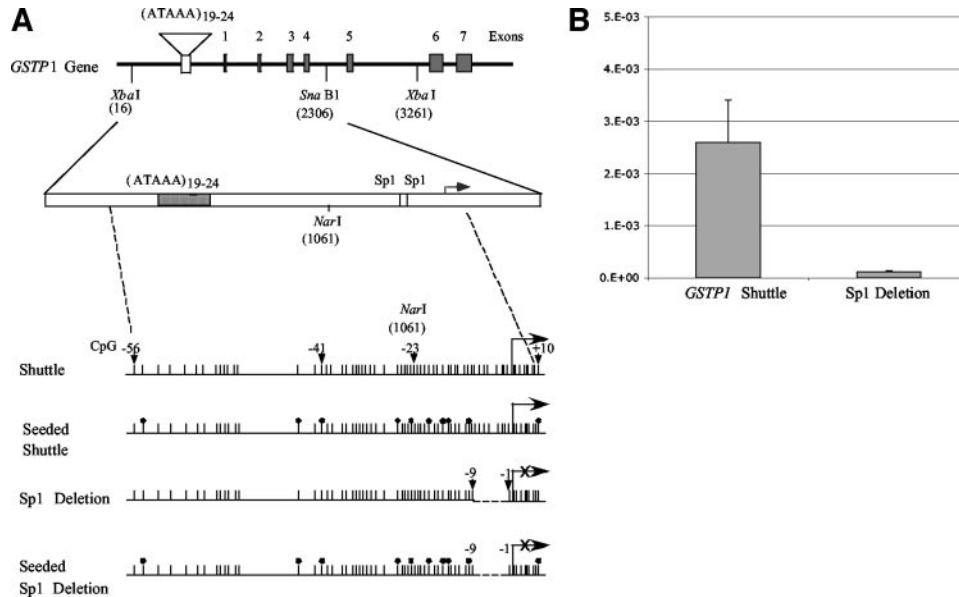 A
(ATAAA)19-24
1 2 3 4 5 6 7 Exons
GSTP1 Gene
XbaI
(16)
Sna B1
(2306)
XbaI
(3261)
(ATAAA)19-24
Sp1 Sp1
NarI
(1061)
NarI
(1061)
CpG -56 -41 -23 +10
Shuttle
Seeded
Shuttle
-9 -1 X
Sp1 Deletion
-9 -1 X
Seeded
Sp1 Deletion
B
5.E-03
4.E-03
3.E-03
2.E-03
1.E-03
0.E+00
GSTP1 Shuttle
Sp1 Deletion